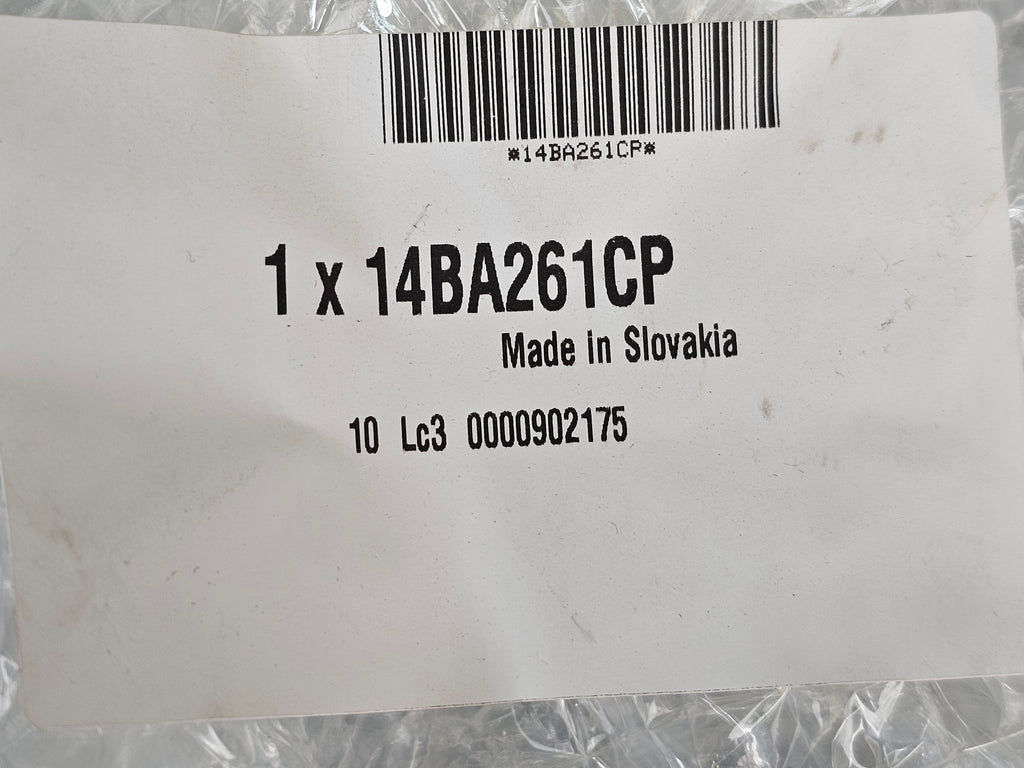 *14BA261CP*
1 x 14BA261CP
Made in Slovakia
10 Lc3 0000902175